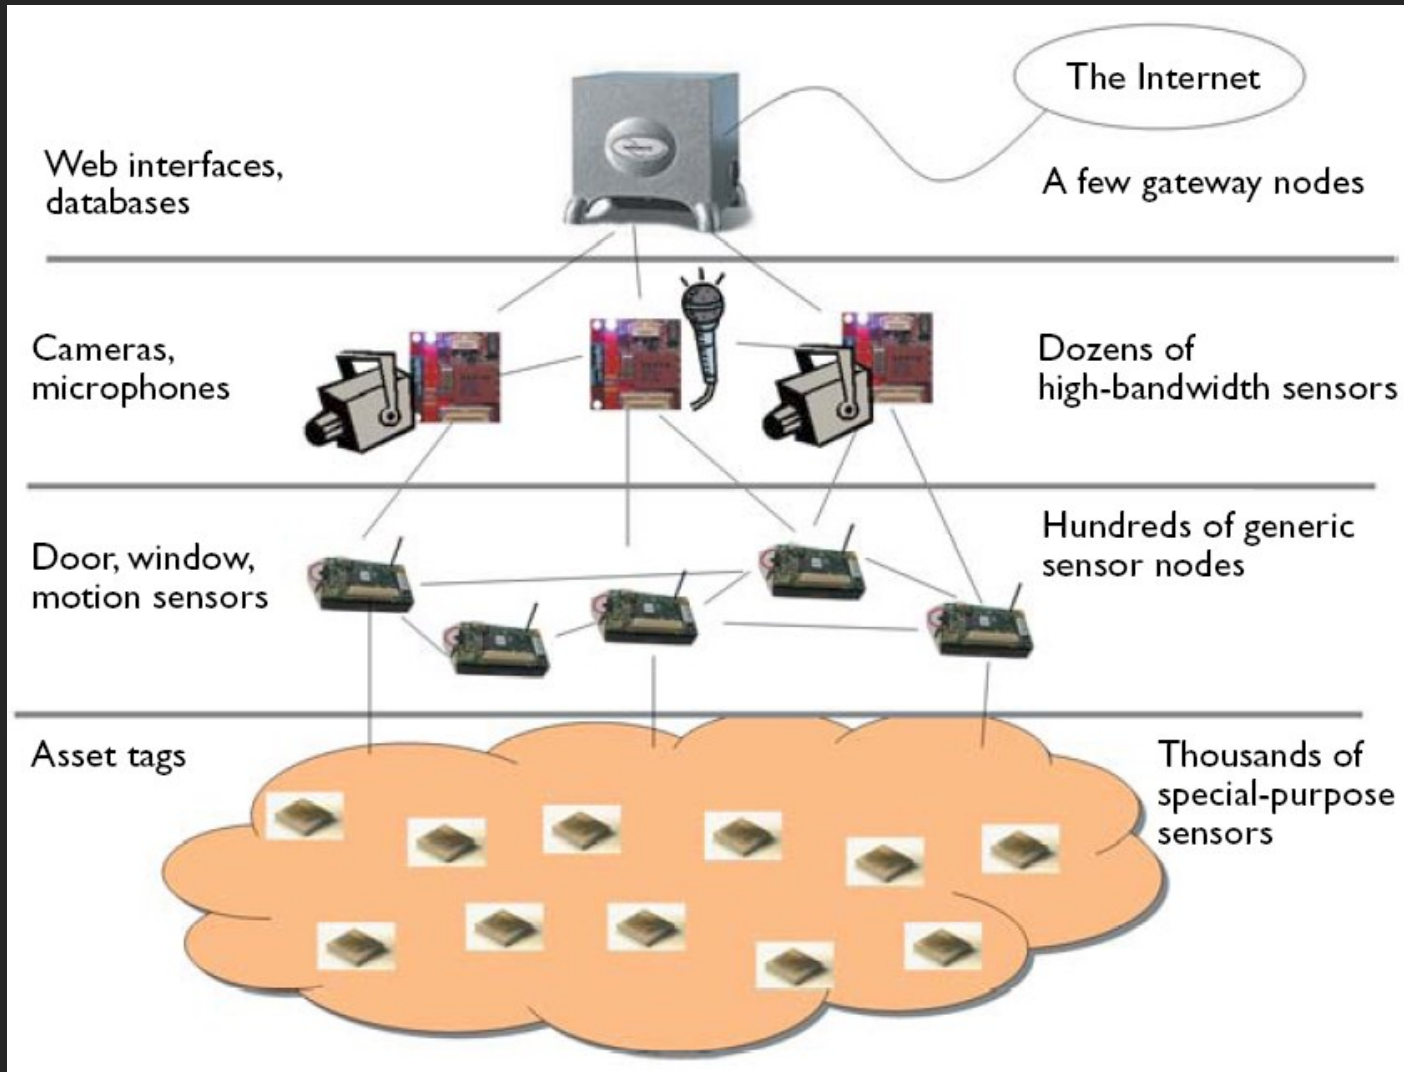 The Internet
Web interfaces,
databases
A few gateway nodes
Cameras,
microphones
Dozens of
high-bandwidth sensors
Door, window,
motion sensors
Hundreds of generic
sensor nodes
Asset tags
Thousands of
special-purpose
sensors